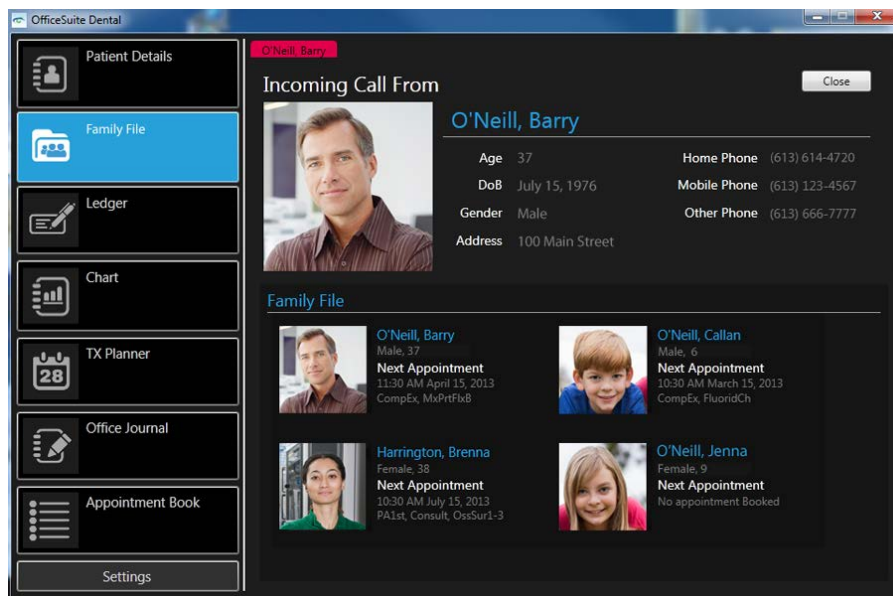 OfficeSuite Dental
Patient Details
Family File
Ledger
Chart
TX Planner
28
Office Journal
Appointment Book
Settings
O'Neill, Barry
Incoming Call From
Close
O'Neill, Barry
Age 37 Home Phone (613) 614-4720
DoB July 15, 1976 Mobile Phone (613) 123-4567
Gender Male Other Phone (613) 666-7777
Address 100 Main Street
Family File
O'Neill, Barry
Male, 37
Next Appointment
11:30 AM April 15, 2013
CompEx, MxPrtFlxB
O'Neill, Callan
Male, 6
Next Appointment
10:30 AM March 15, 2013
CompEx, FluoridCh
Harrington, Brenna
Female, 38
Next Appointment
10:30 AM July 15, 2013
PA1st, Consult, OssSur1-3
O'Neill, Jenna
Female, 9
Next Appointment
No appointment Booked